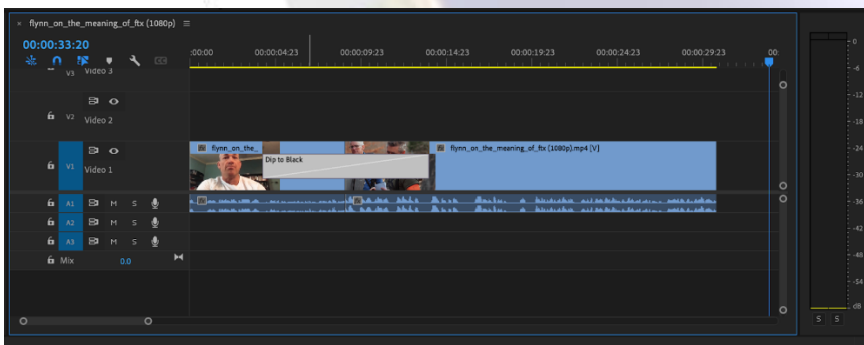 × flynn_on_the_meaning_of_ftx (1080p) ≡
00:00:33:20
:00:00 00:00:04:23 00:00:09:23 00:00:14:23 00:00:19:23 00:00:24:23 00:00:29:23 00:
V3 Video 3
V2 Video 2
flynn_on_the_ fx flynn_on_the_meaning_of_ftx (1080p).mp4 [V]
Dip to Black
V1 Video 1
A1 M S
A2 M S
A3 M S
Mix 0.0
0
-6
-12
-18
-24
-30
-36
-42
-48
-54
dB
S S